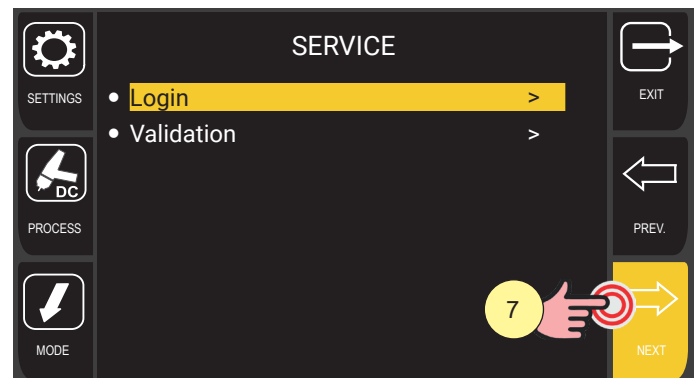 SERVICE
SETTINGS
EXIT
Login >
Validation >
DC
PROCESS
PREV.
7
MODE
NEXT